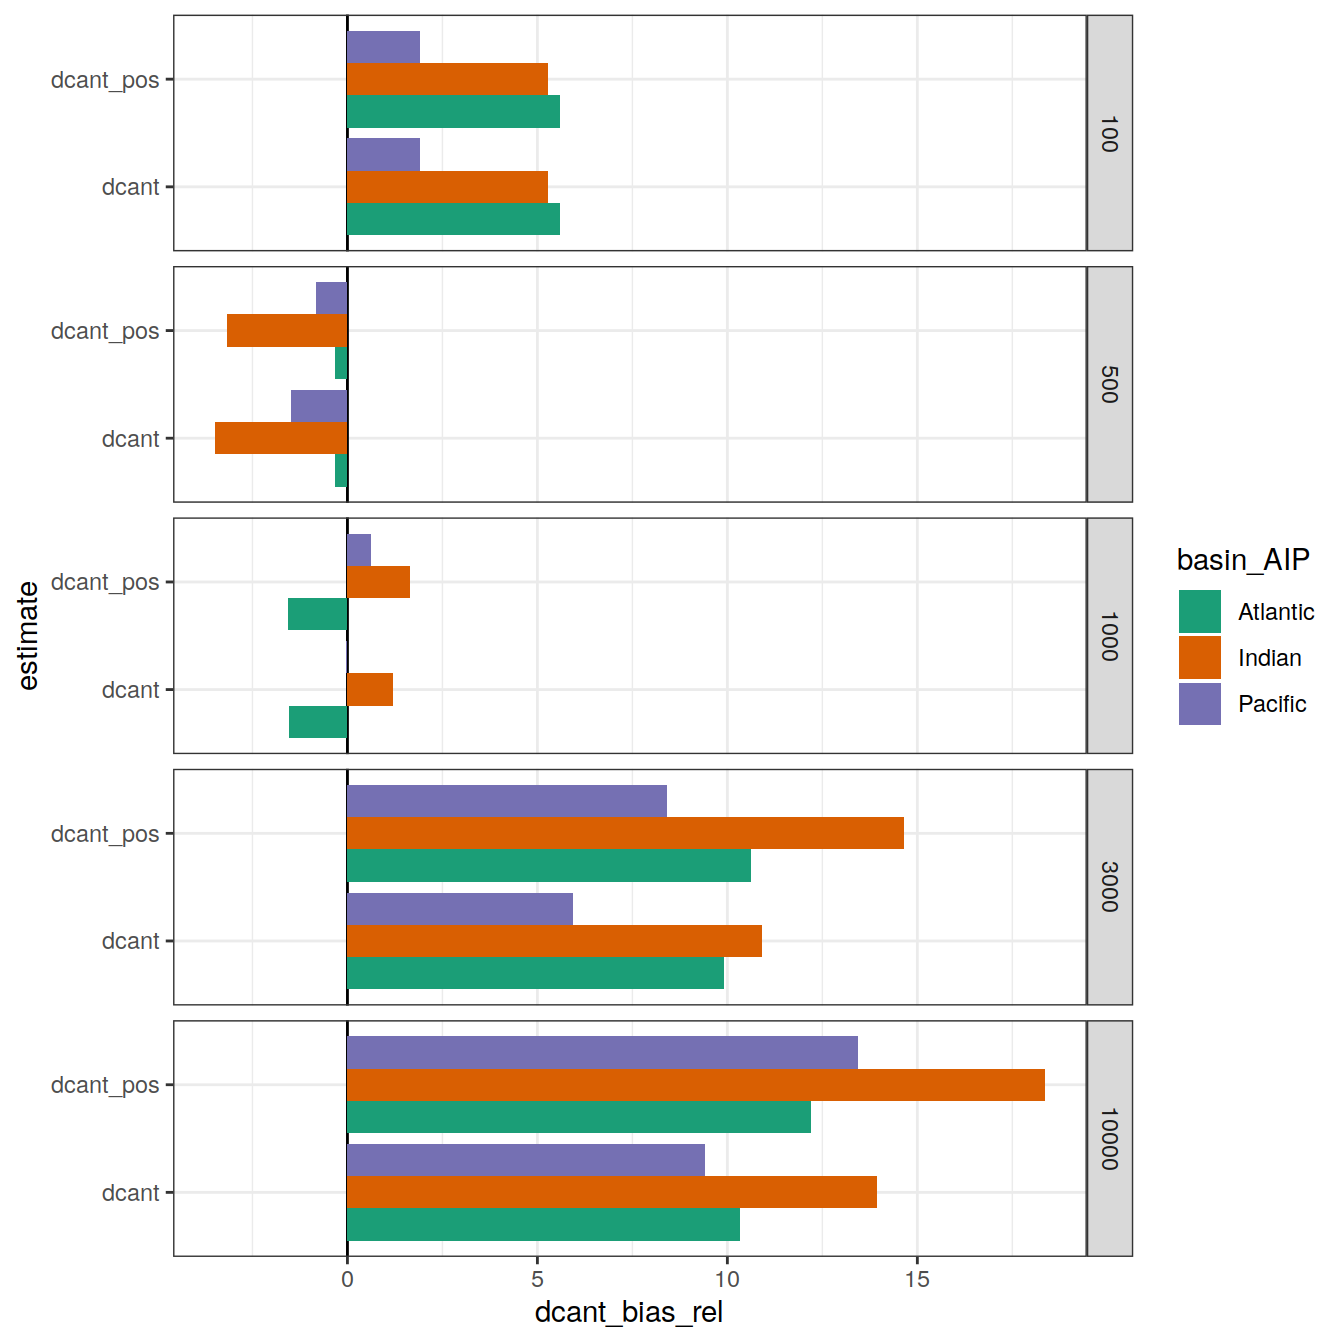 dcant_pos
dcant
100
dcant_pos
dcant
500
dcant_pos
dcant
1000
dcant_pos
dcant
3000
dcant_pos
dcant
10000
0 5 10 15
dcant_bias_rel
estimate
basin_AIP
Atlantic
Indian
Pacific